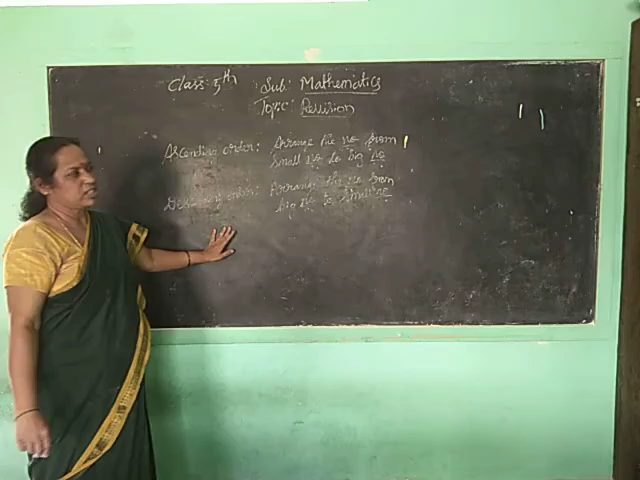 Class: 5th Sub: Mathematics
Topic: Revision
Ascending order: Arrange the no from
small no to big no
order: Arrange the no from
big no to small no